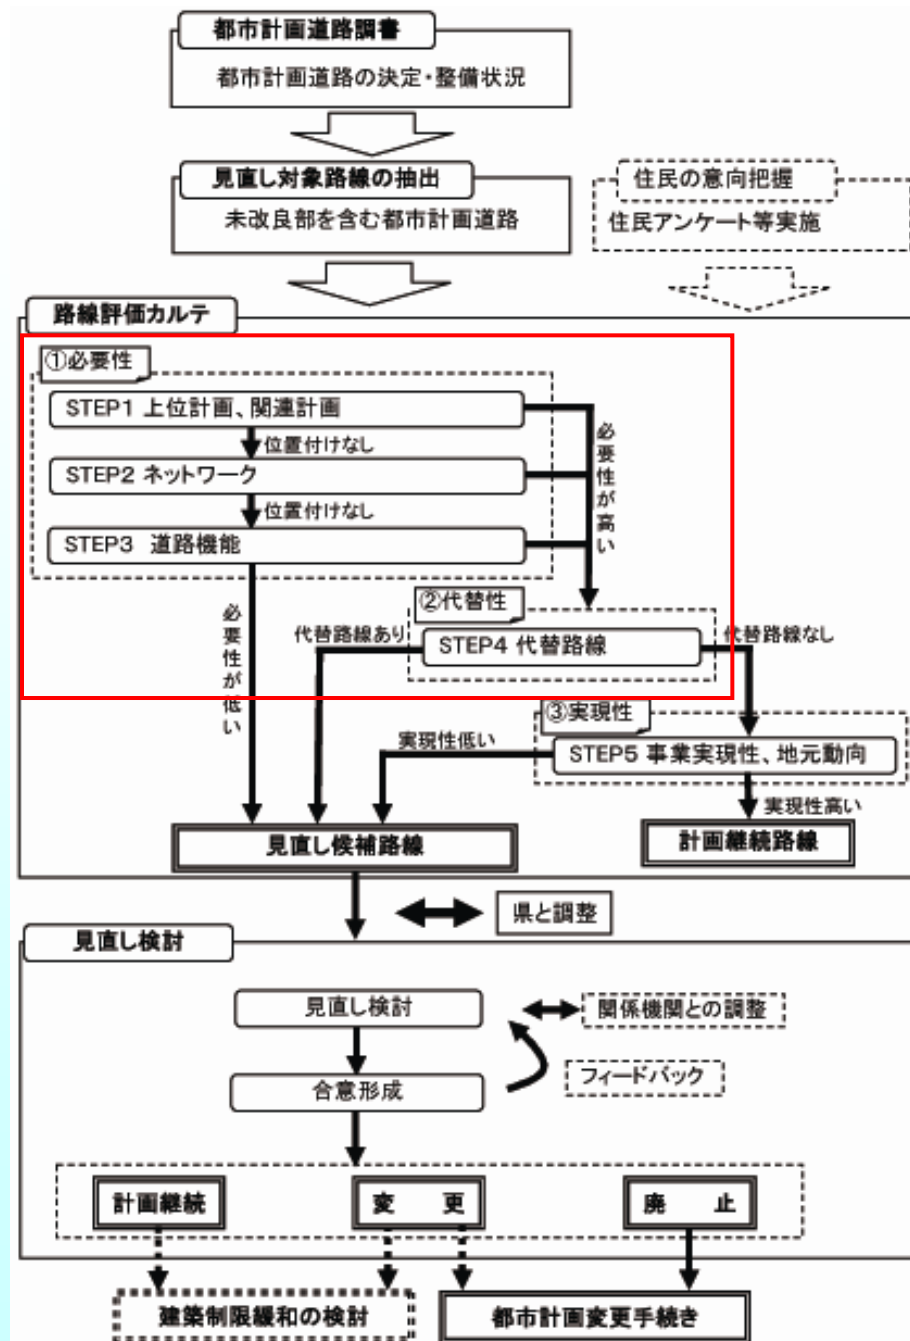 都市計画道路調書
都市計画道路の決定・整備状況
見直し対象路線の抽出
未改良部を含む都市計画道路
住民の意向把握
住民アンケート等実施
路線評価カルテ
①必要性
STEP1 上位計画、関連計画
位置付けなし
STEP2 ネットワーク
位置付けなし
STEP3 道路機能
必要性が高い
必要性が低い
②代替性
代替路線あり
STEP4 代替路線
代替路線なし
③実現性
実現性低い
STEP5 事業実現性、地元動向
実現性高い
見直し候補路線
計画継続路線
県と調整
見直し検討
見直し検討
関係機関との調整
フィードバック
合意形成
計画継続
変 更
廃 止
建築制限緩和の検討
都市計画変更手続き